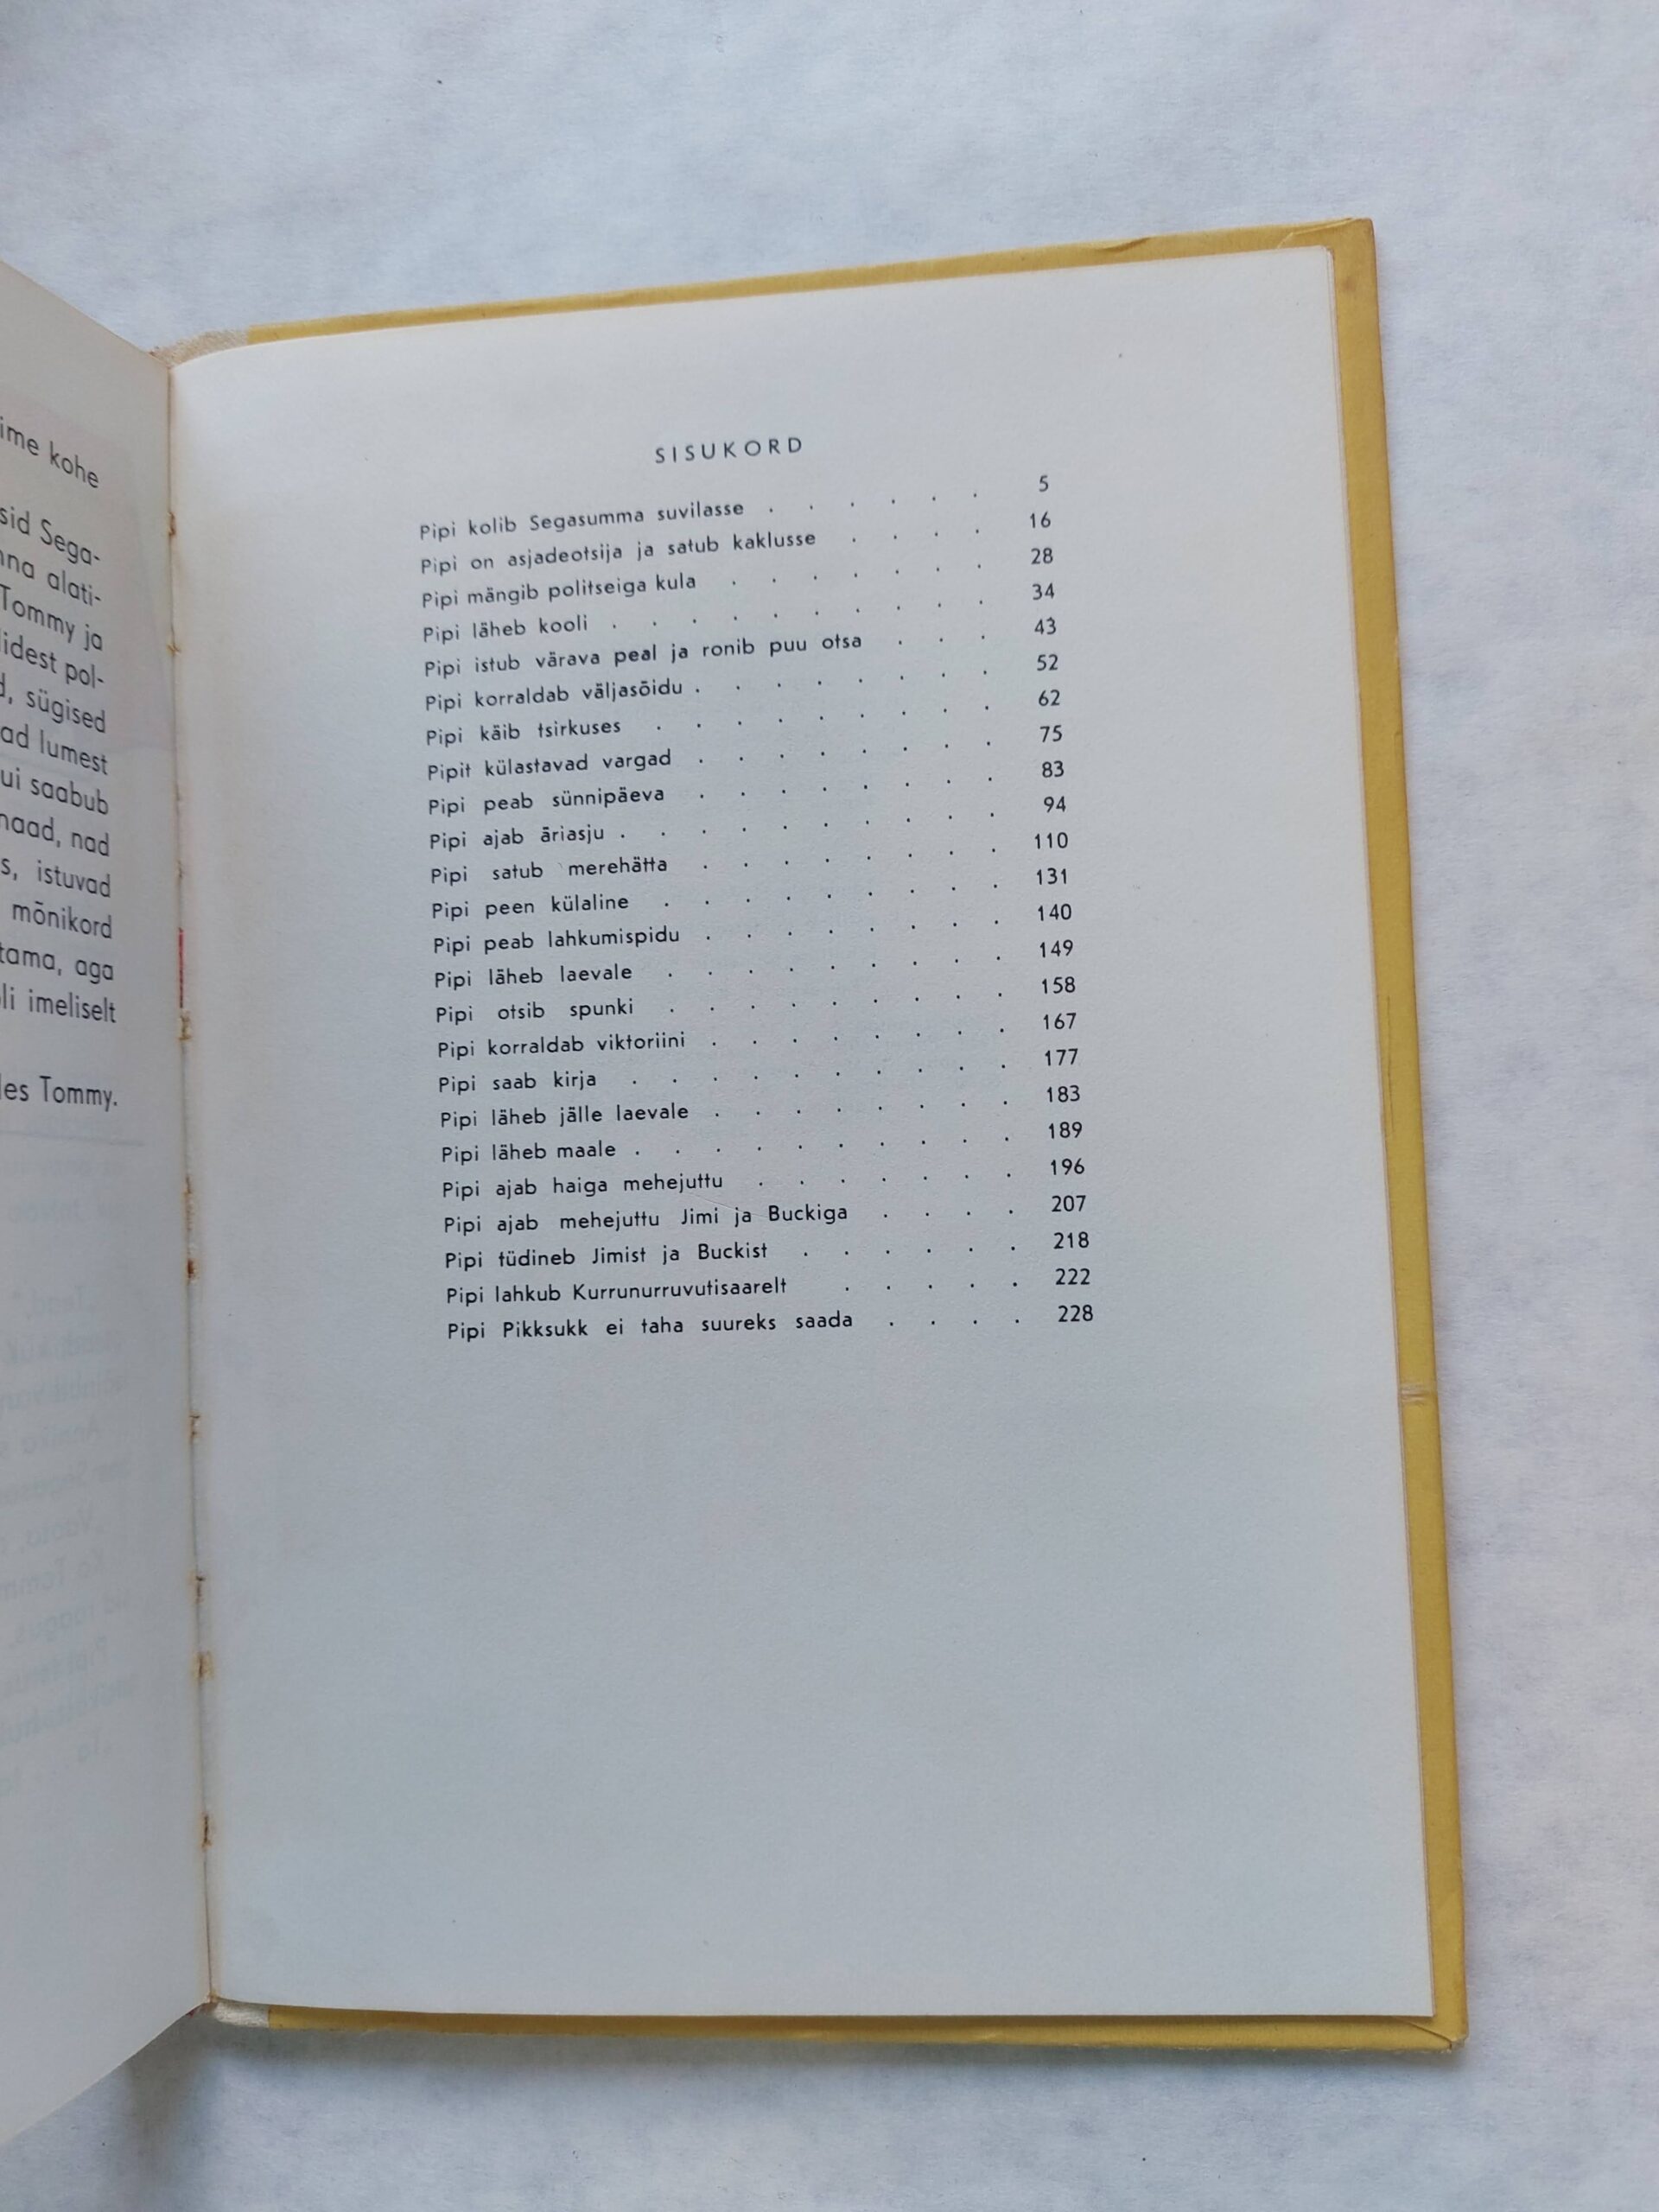 ime kohe
sid Sega-
nna alati-
Tommy ja
idest pol-
d, sügised
ad lumest
ui saabub
naad, nad
s, istuvad
mõnikord
tama, aga
li imeliselt
les Tommy.
SISUKORD
Pipi kolib Segasumma suvilasse . . . . . . 5
Pipi on asjadeotsija ja satub kaklusse . . . . 16
Pipi mängib politseiga kula . . . . . . . 28
Pipi läheb kooli . . . . . . . . . . 34
Pipi istub värava peal ja ronib puu otsa . . . 43
Pipi korraldab väljasõidu . . . . . . . . 52
Pipi käib tsirkuses . . . . . . . . . 62
Pipit külastavad vargad . . . . . . . . 75
Pipi peab sünnipäeva . . . . . . . . 83
Pipi ajab äriasju . . . . . . . . . . 94
Pipi satub merehätta . . . . . . . . 110
Pipi peen külaline . . . . . . . . . 131
Pipi peab lahkumispidu . . . . . . . . 140
Pipi läheb laevale . . . . . . . . . 149
Pipi otsib spunki . . . . . . . . . 158
Pipi korraldab viktoriini . . . . . . . . 167
Pipi saab kirja . . . . . . . . . . 177
Pipi läheb jälle laevale . . . . . . . . 183
Pipi läheb maale . . . . . . . . . . 189
Pipi ajab haiga mehejuttu . . . . . . . 196
Pipi ajab mehejuttu Jimi ja Buckiga . . . . 207
Pipi tüdineb Jimist ja Buckist . . . . . . 218
Pipi lahkub Kurrunurruvutisaarelt . . . . . 222
Pipi Pikksukk ei taha suureks saada . . . . 228